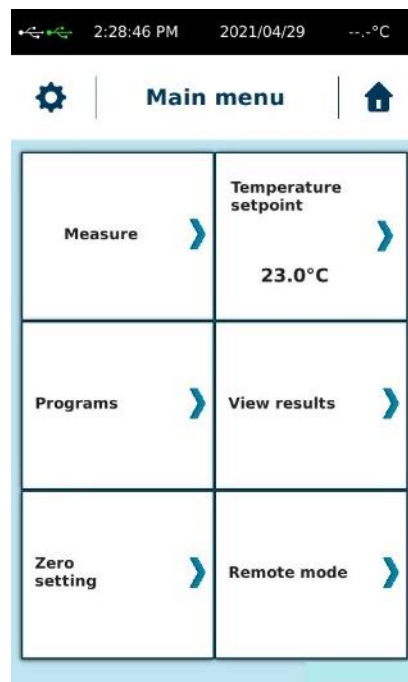 2:28:46 PM 2021/04/29 --.-°C
Main menu
Measure
Temperature
setpoint
23.0°C
Programs
View results
Zero
setting
Remote mode